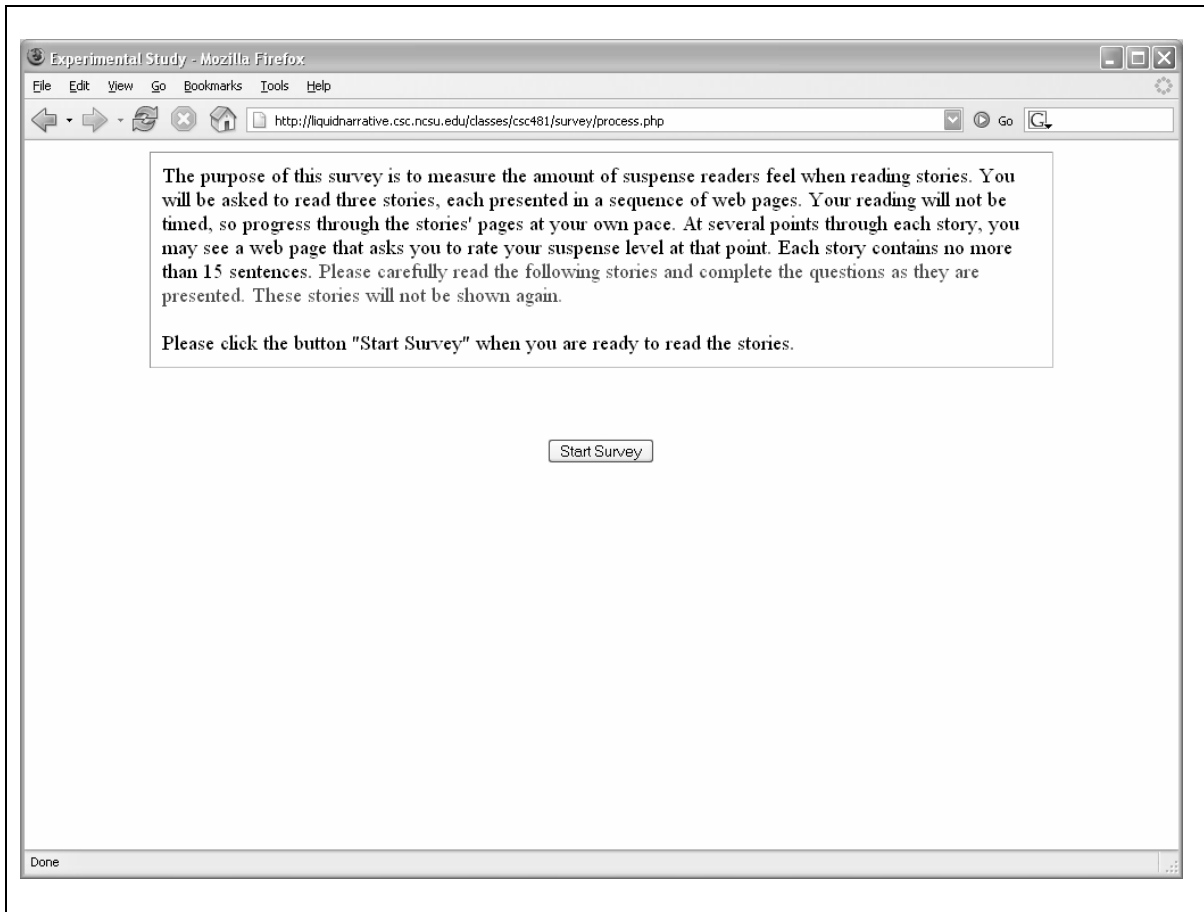 Experimental Study - Mozilla Firefox
File Edit View Go Bookmarks Tools Help
http://liquidnarrative.csc.ncsu.edu/classes/csc481/survey/process.php Go G
The purpose of this survey is to measure the amount of suspense readers feel when reading stories. You
will be asked to read three stories, each presented in a sequence of web pages. Your reading will not be
timed, so progress through the stories' pages at your own pace. At several points through each story, you
may see a web page that asks you to rate your suspense level at that point. Each story contains no more
than 15 sentences. Please carefully read the following stories and complete the questions as they are
presented. These stories will not be shown again.
Please click the button "Start Survey" when you are ready to read the stories.
Start Survey
Done